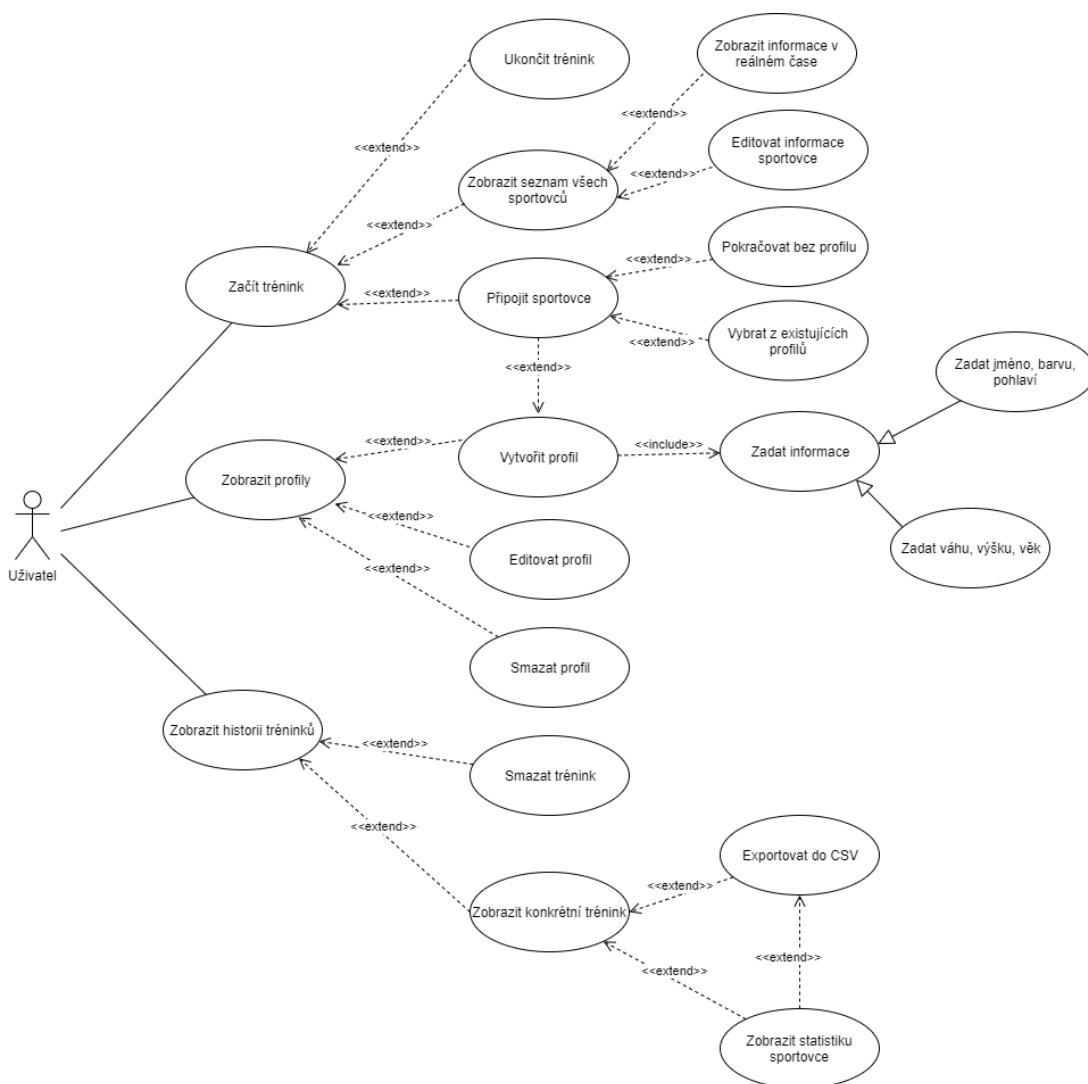 Ukončit trénink
Zobrazit informace v
reálném čase
<<extend>>
<<extend>>
Editovat informace
sportovce
Zobrazit seznam všech
sportovců
<<extend>>
<<extend>>
Začít trénink
<<extend>>
Připojit sportovce
<<extend>>
Pokračovat bez profilu
<<extend>>
Vybrat z existujících
profilů
<<extend>>
Zadat jméno, barvu,
pohlaví
Zobrazit profily
<<extend>>
Vytvořit profil
<<include>>
Zadat informace
<<extend>>
Editovat profil
Zadat váhu, výšku, věk
Uživatel
<<extend>>
Smazat profil
Zobrazit historii tréninků
<<extend>>
Smazat trénink
<<extend>>
Exportovat do CSV
<<extend>>
Zobrazit konkrétní trénink
<<extend>>
<<extend>>
Zobrazit statistiku
sportovce